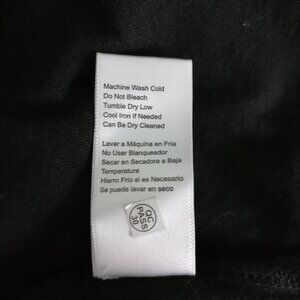 Machine Wash Cold
Do Not Bleach
Tumble Dry Low
Cool Iron If Needed
Can Be Dry Cleaned
Lavar a Máquina en Fría
No Usar Blanqueador
Secar en Secadora a Baja
Temperatura
Hierro Frío si es Necesario
Se puede lavar en seco
QC
PASS
30